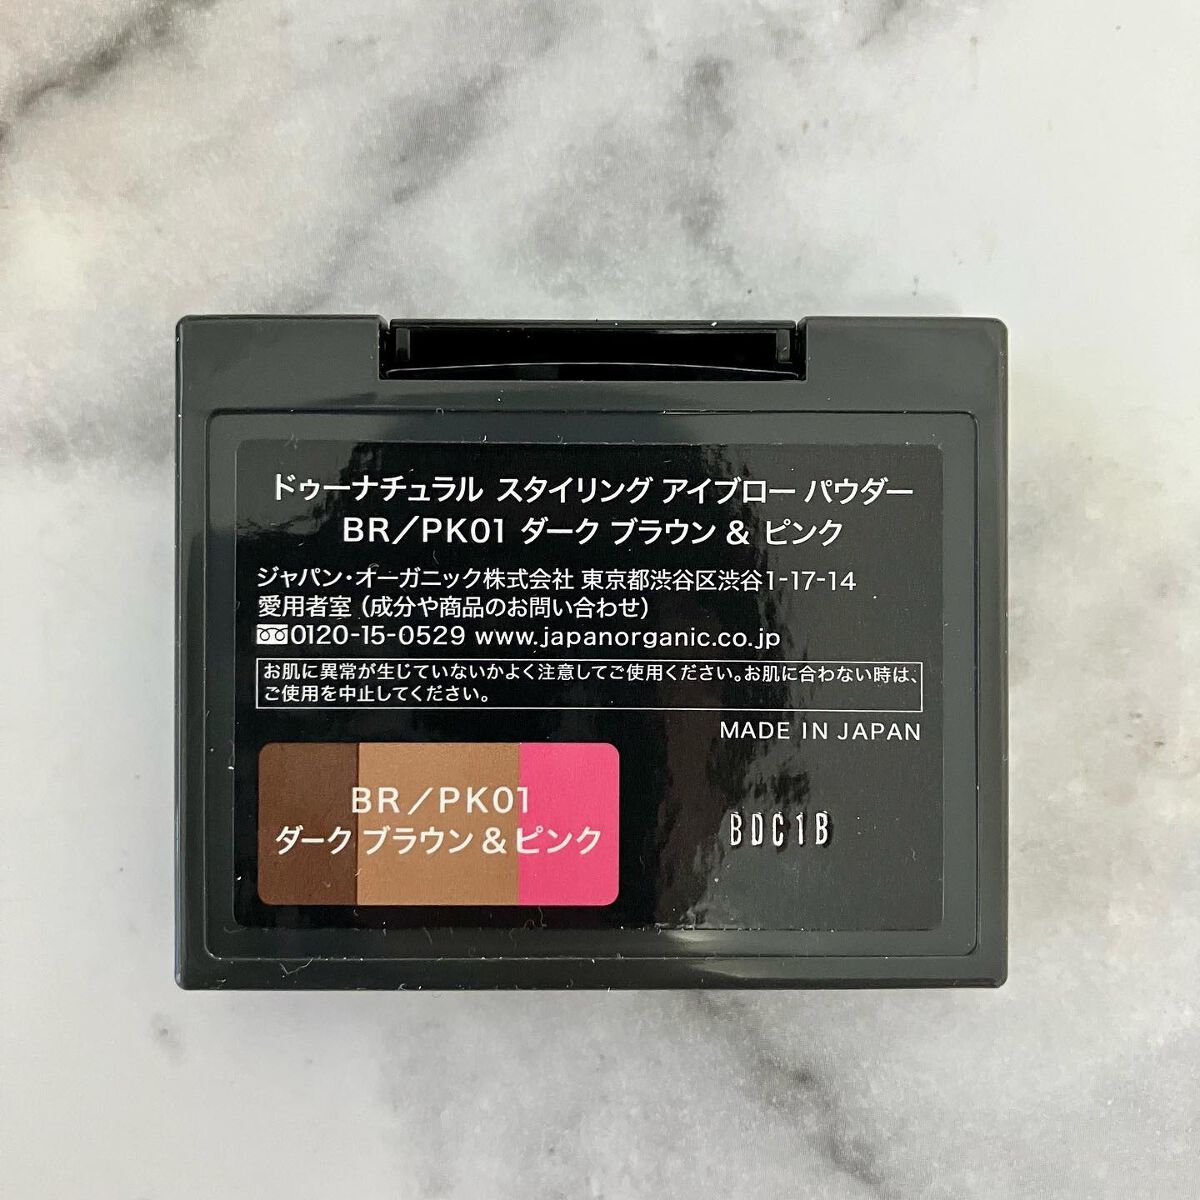 ドゥーナチュラル スタイリング アイブロー パウダー
BR／PK01 ダーク ブラウン & ピンク
ジャパン・オーガニック株式会社 東京都渋谷区渋谷1-17-14
愛用者室（成分や商品のお問い合わせ）
0120-15-0529 www.japanorganic.co.jp
お肌に異常が生じていないかよく注意してご使用ください。お肌に合わない時は、
ご使用を中止してください。
MADE IN JAPAN
BR／PK01
ダーク ブラウン & ピンク
BDC1B